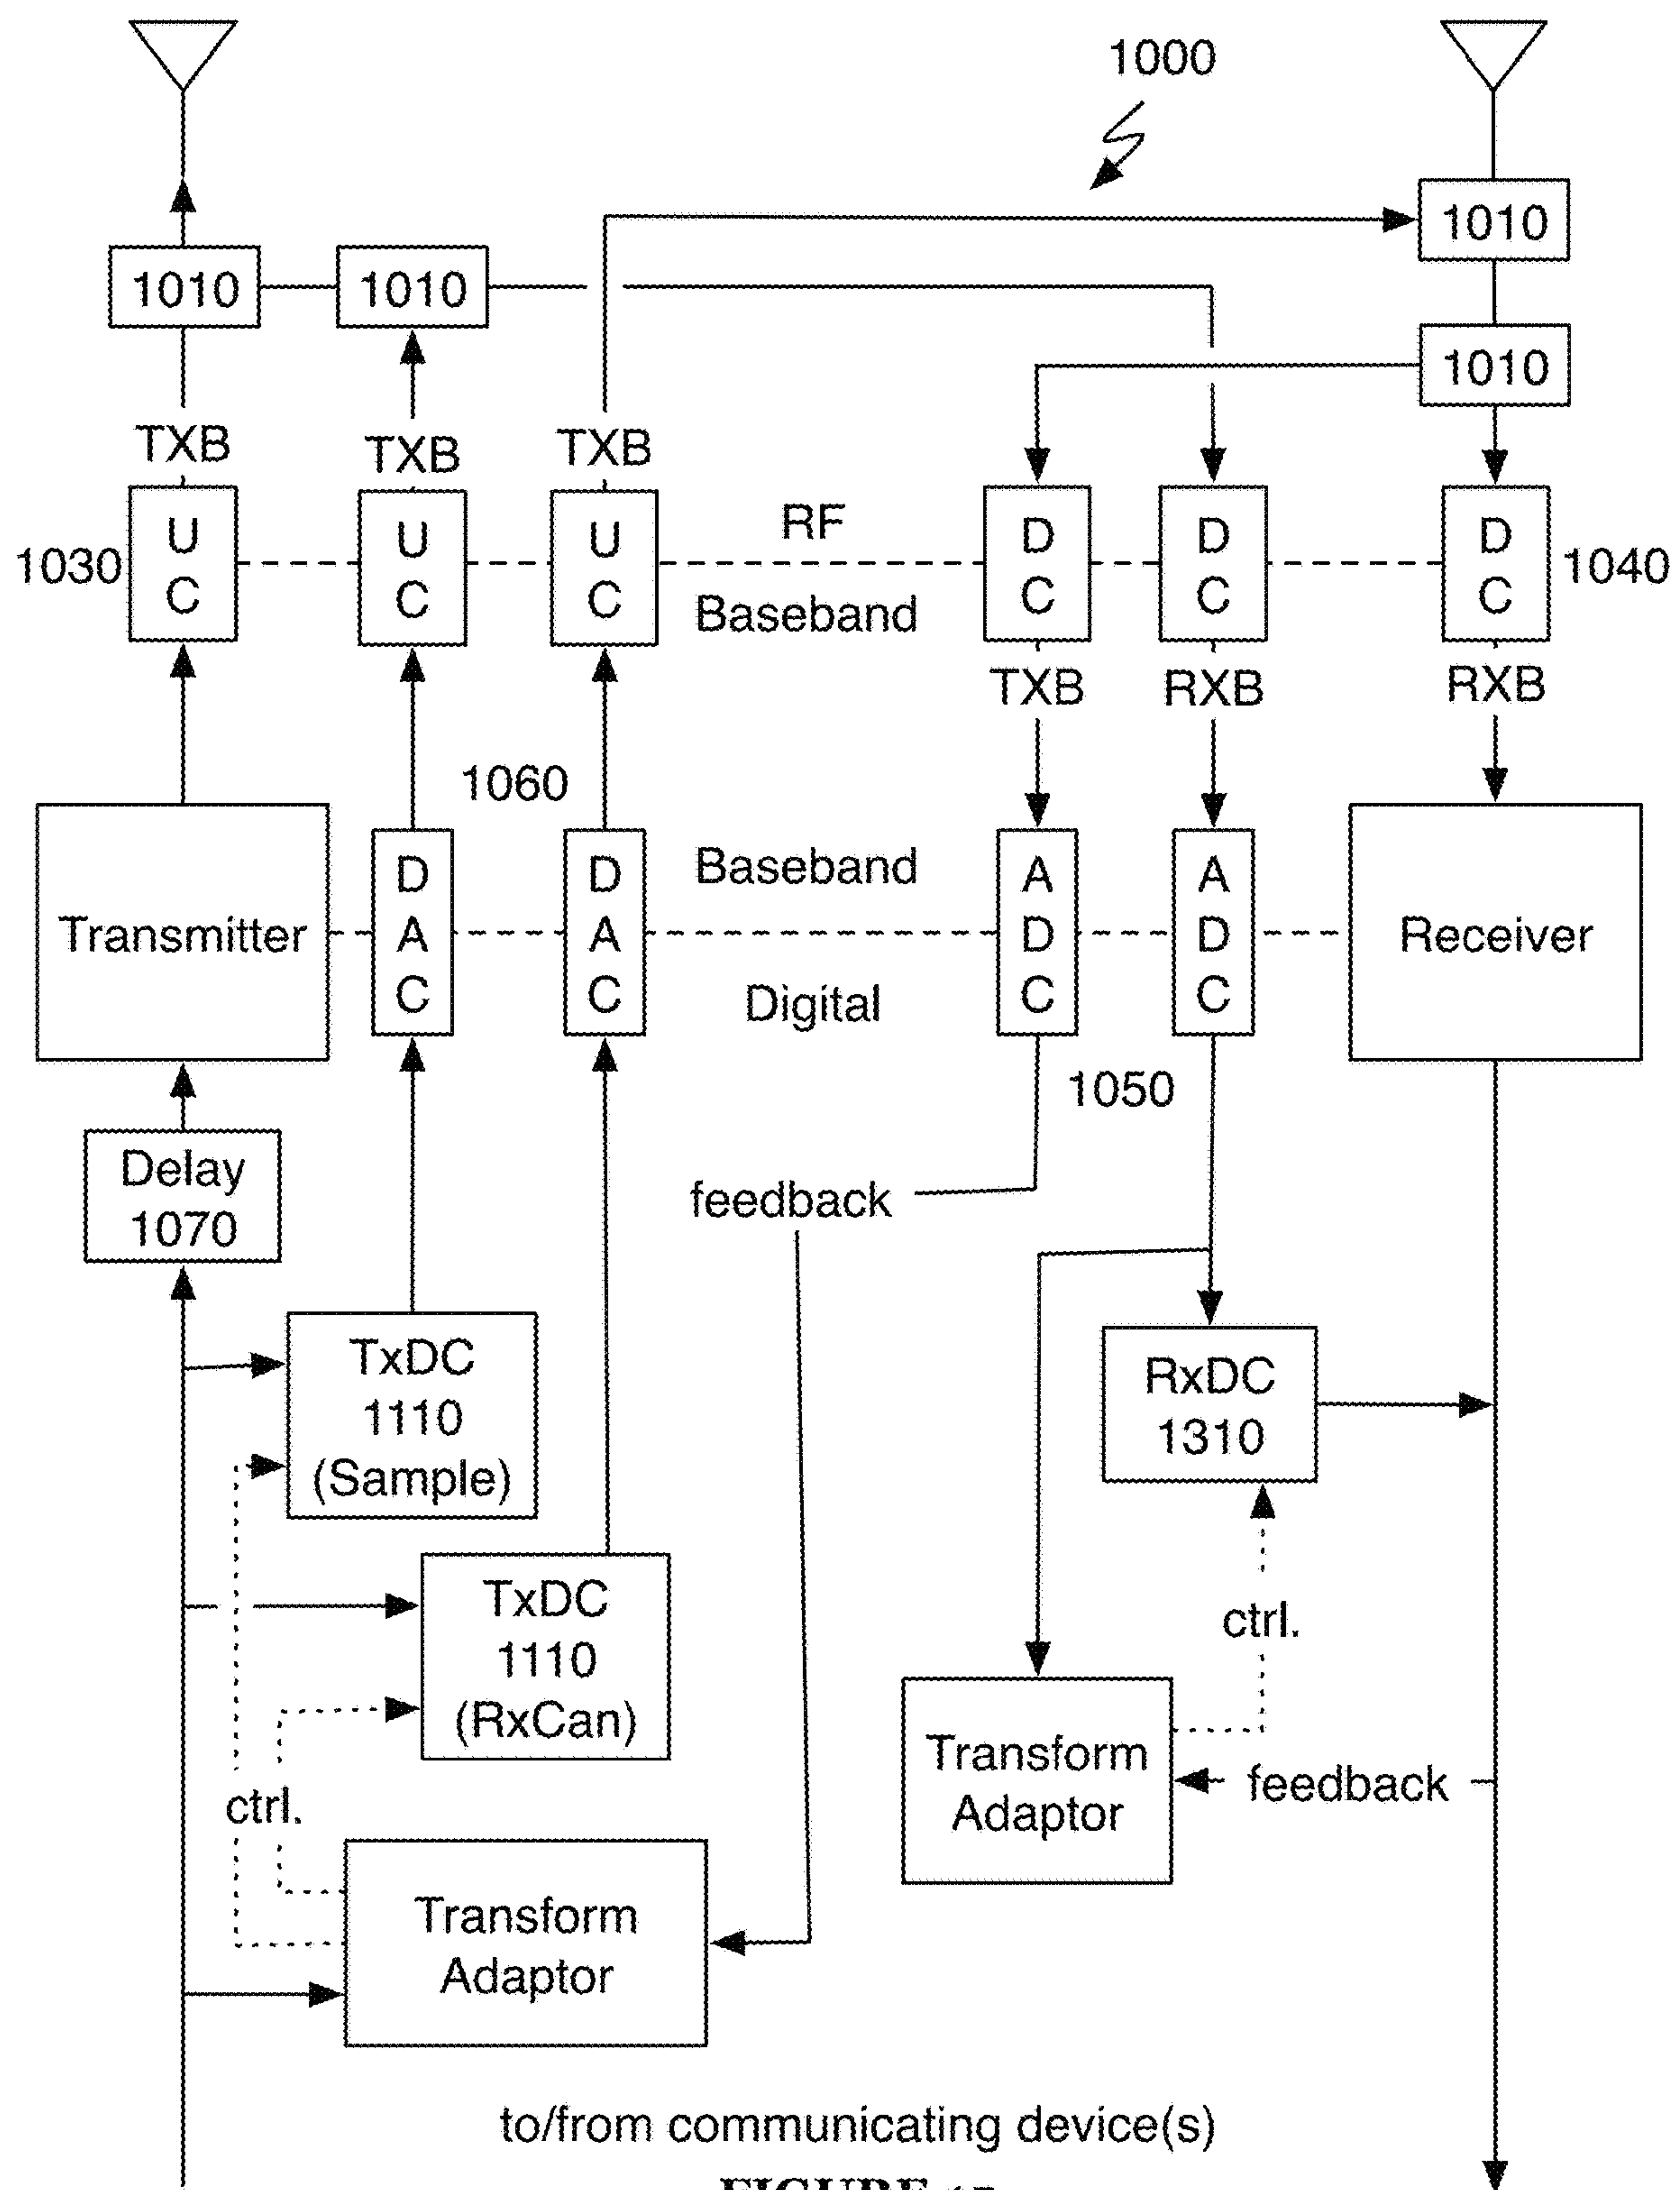 1000
1010
1010
1010
1010
TXB
TXB
TXB
U
C
U
C
U
C
RF
Baseband
D
C
D
C
D
C
1030
1040
TXB
RXB
RXB
1060
Transmitter
D
A
C
D
A
C
Baseband
Digital
A
D
C
A
D
C
Receiver
1050
Delay
1070
feedback
TxDC
1110
(Sample)
RxDC
1310
TxDC
1110
(RxCan)
ctrl.
Transform
Adaptor
feedback
ctrl.
Transform
Adaptor
to/from communicating device(s)
FIGURE